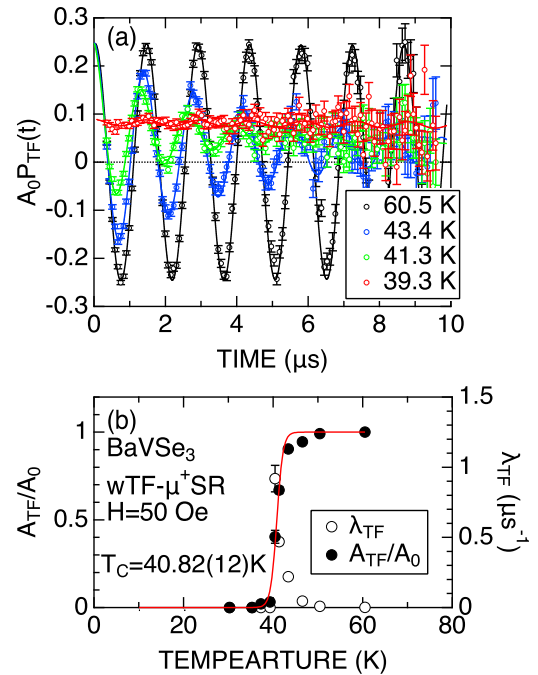 (a)
A0PTF(t)
0.3
0.2
0.1
0
-0.1
-0.2
-0.3
60.5 K
43.4 K
41.3 K
39.3 K
0 2 4 6 8 10
TIME (μs)
(b)
BaVSe3
wTF-μ+SR
H=50 Oe
TC=40.82(12)K
ATF/A0
1
0.5
0
λTF
ATF/A0
1.5
1
0.5
0
λTF (μs-1)
0 20 40 60 80
TEMPEARTURE (K)